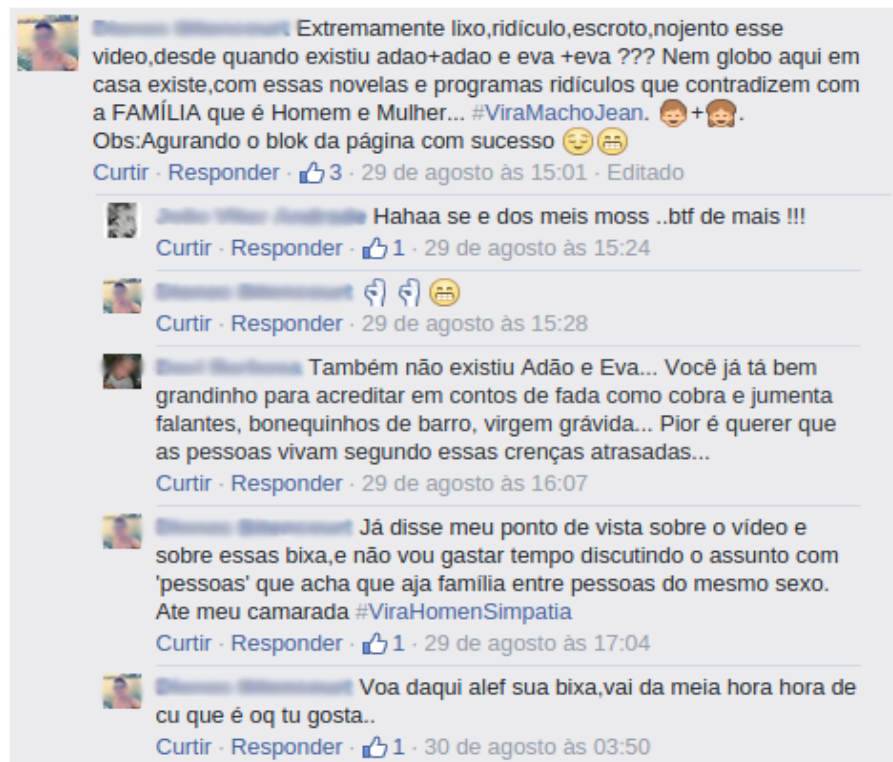 Extremamente lixo,ridículo,escroto,nojento esse
video,desde quando existiu adao+adao e eva +eva ??? Nem globo aqui em
casa existe,com essas novelas e programas ridículos que contradizem com
a FAMÍLIA que é Homem e Mulher... #ViraMachoJean. 👦+👧.
Obs:Agurando o blok da página com sucesso 😌😁
Curtir · Responder · 3 · 29 de agosto às 15:01 · Editado
Hahaa se e dos meis moss ..btf de mais !!!
Curtir · Responder · 1 · 29 de agosto às 15:24
👌 👌 😁
Curtir · Responder · 29 de agosto às 15:28
Também não existiu Adão e Eva... Você já tá bem
grandinho para acreditar em contos de fada como cobra e jumenta
falantes, bonequinhos de barro, virgem grávida... Pior é querer que
as pessoas vivam segundo essas crenças atrasadas...
Curtir · Responder · 29 de agosto às 16:07
Já disse meu ponto de vista sobre o vídeo e
sobre essas bixa,e não vou gastar tempo discutindo o assunto com
'pessoas' que acha que aja família entre pessoas do mesmo sexo.
Ate meu camarada #ViraHomenSimpatia
Curtir · Responder · 1 · 29 de agosto às 17:04
Voa daqui alef sua bixa,vai da meia hora hora de
cu que é oq tu gosta..
Curtir · Responder · 1 · 30 de agosto às 03:50